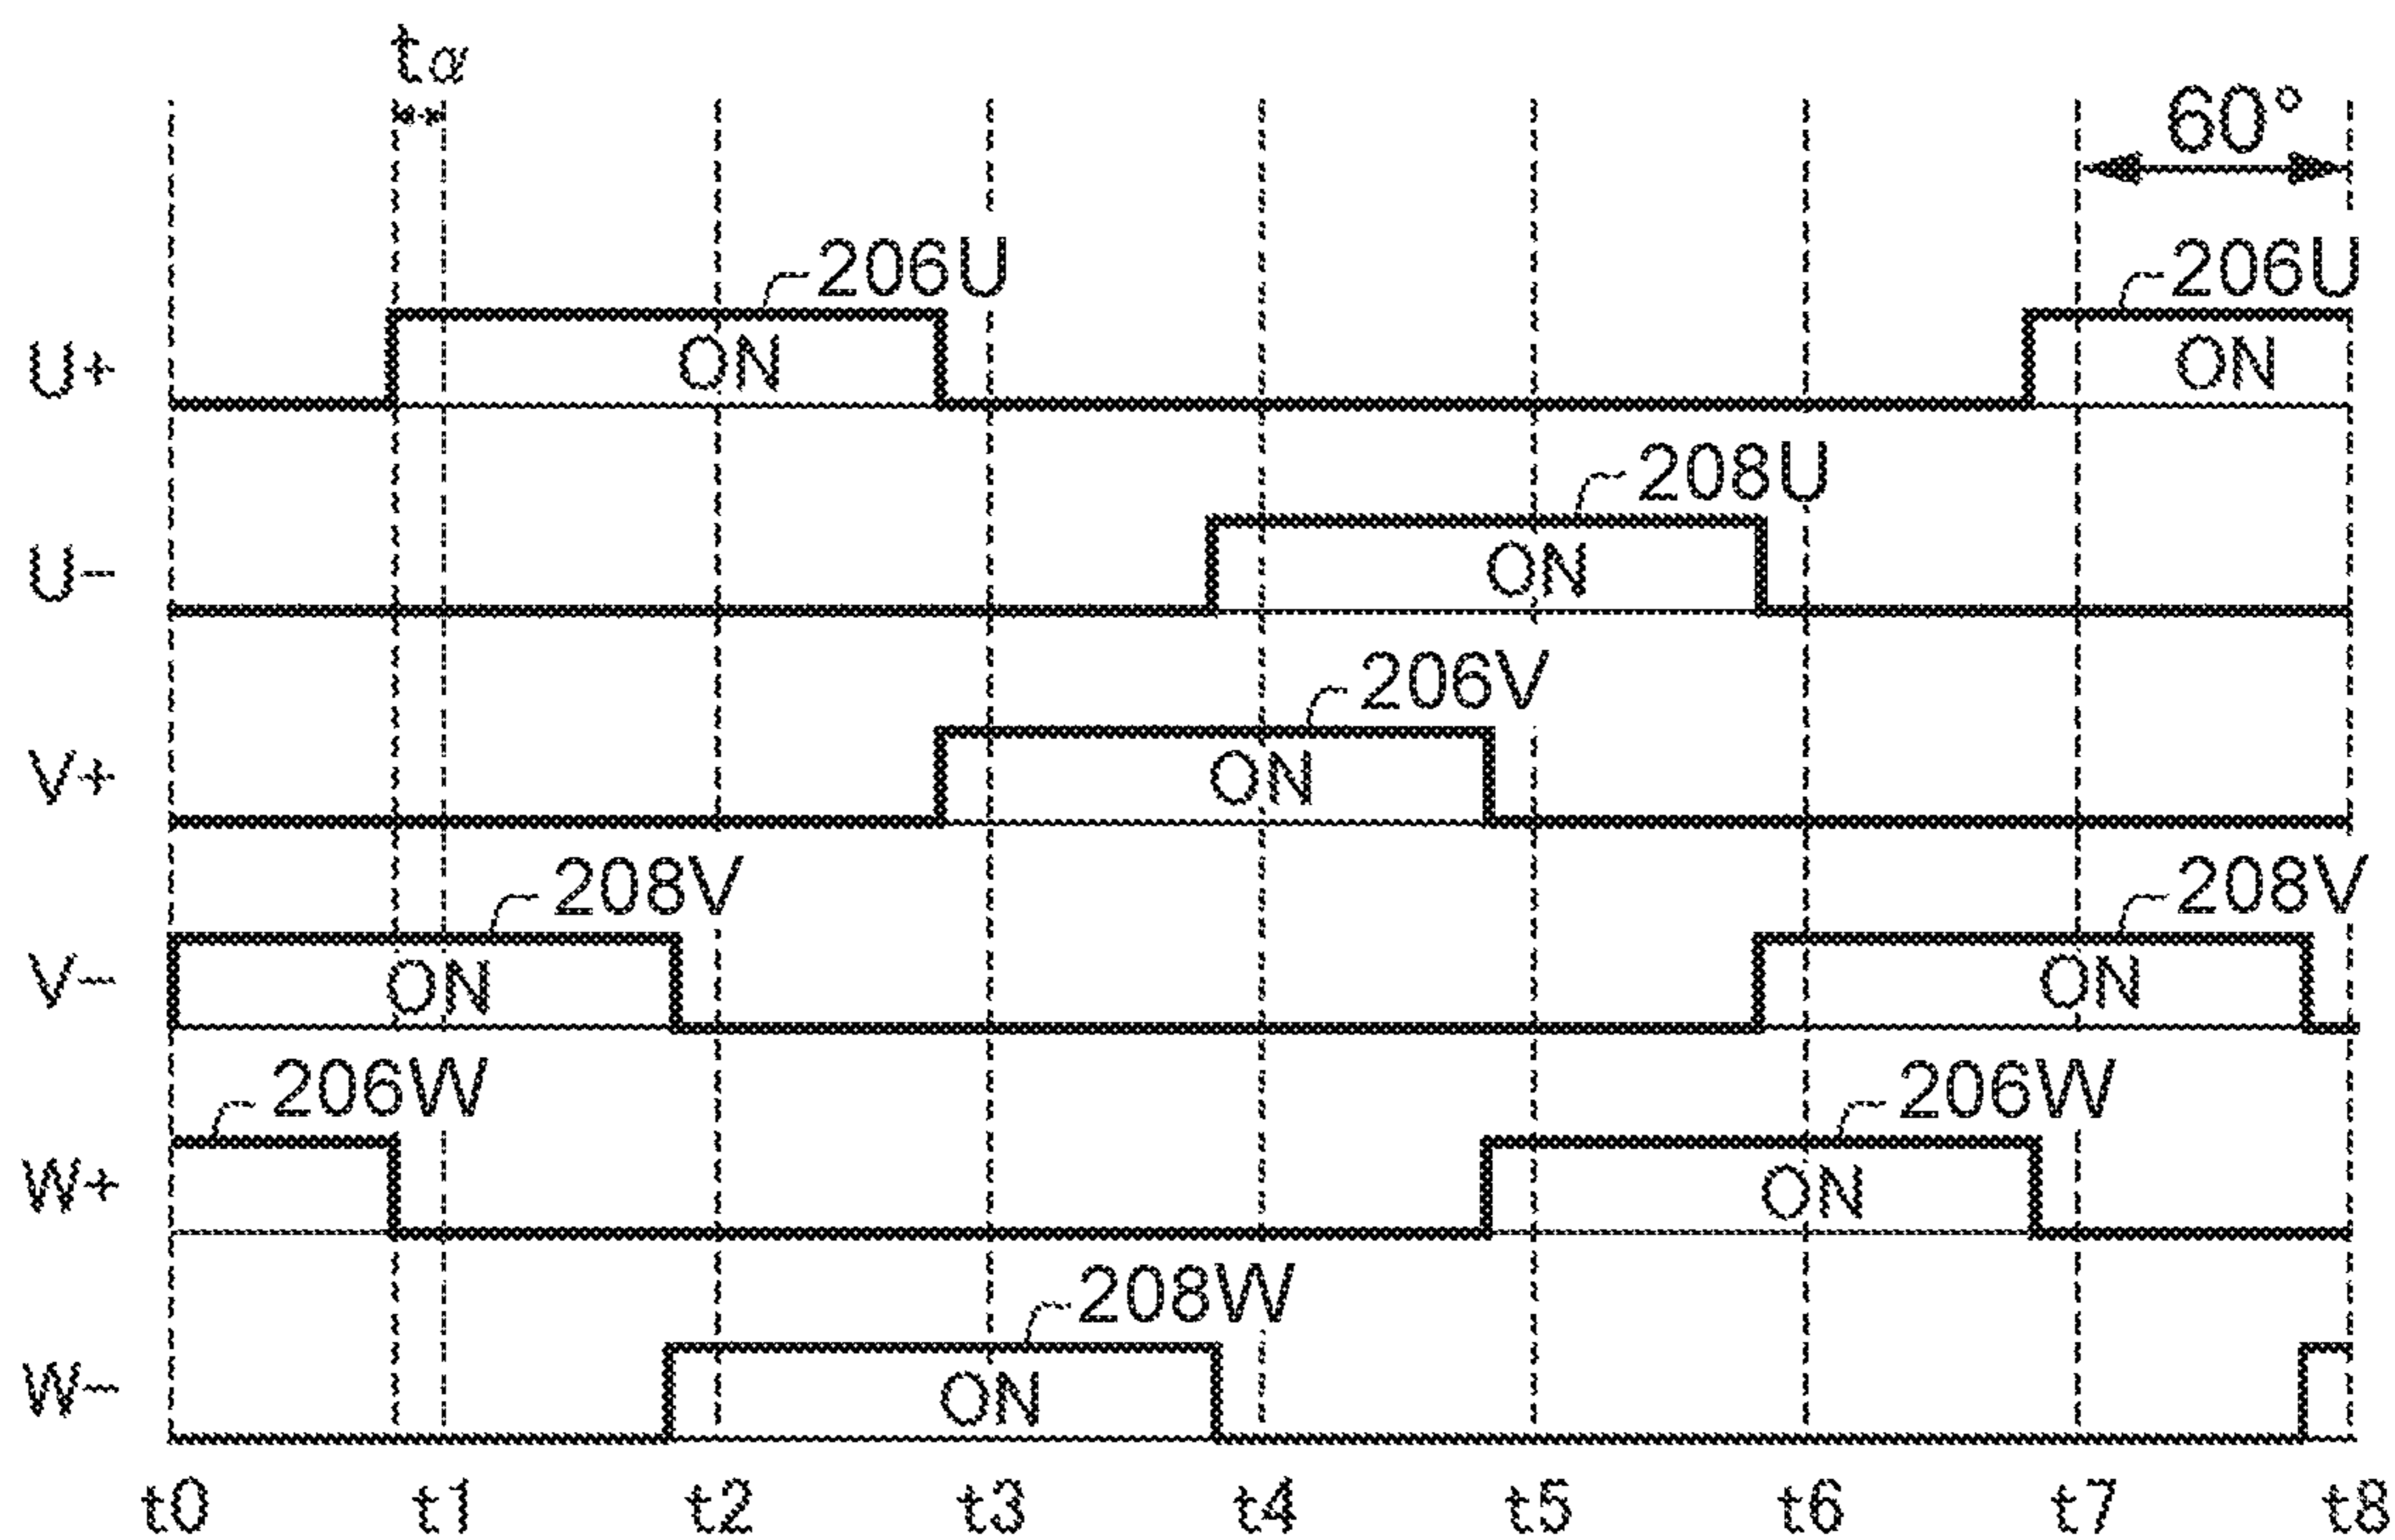 tα
60°
206U
206U
U+
ON
ON
208U
U−
ON
206V
V+
ON
208V
208V
V−
ON
ON
206W
206W
W+
ON
208W
W−
ON
t0 t1 t2 t3 t4 t5 t6 t7 t8